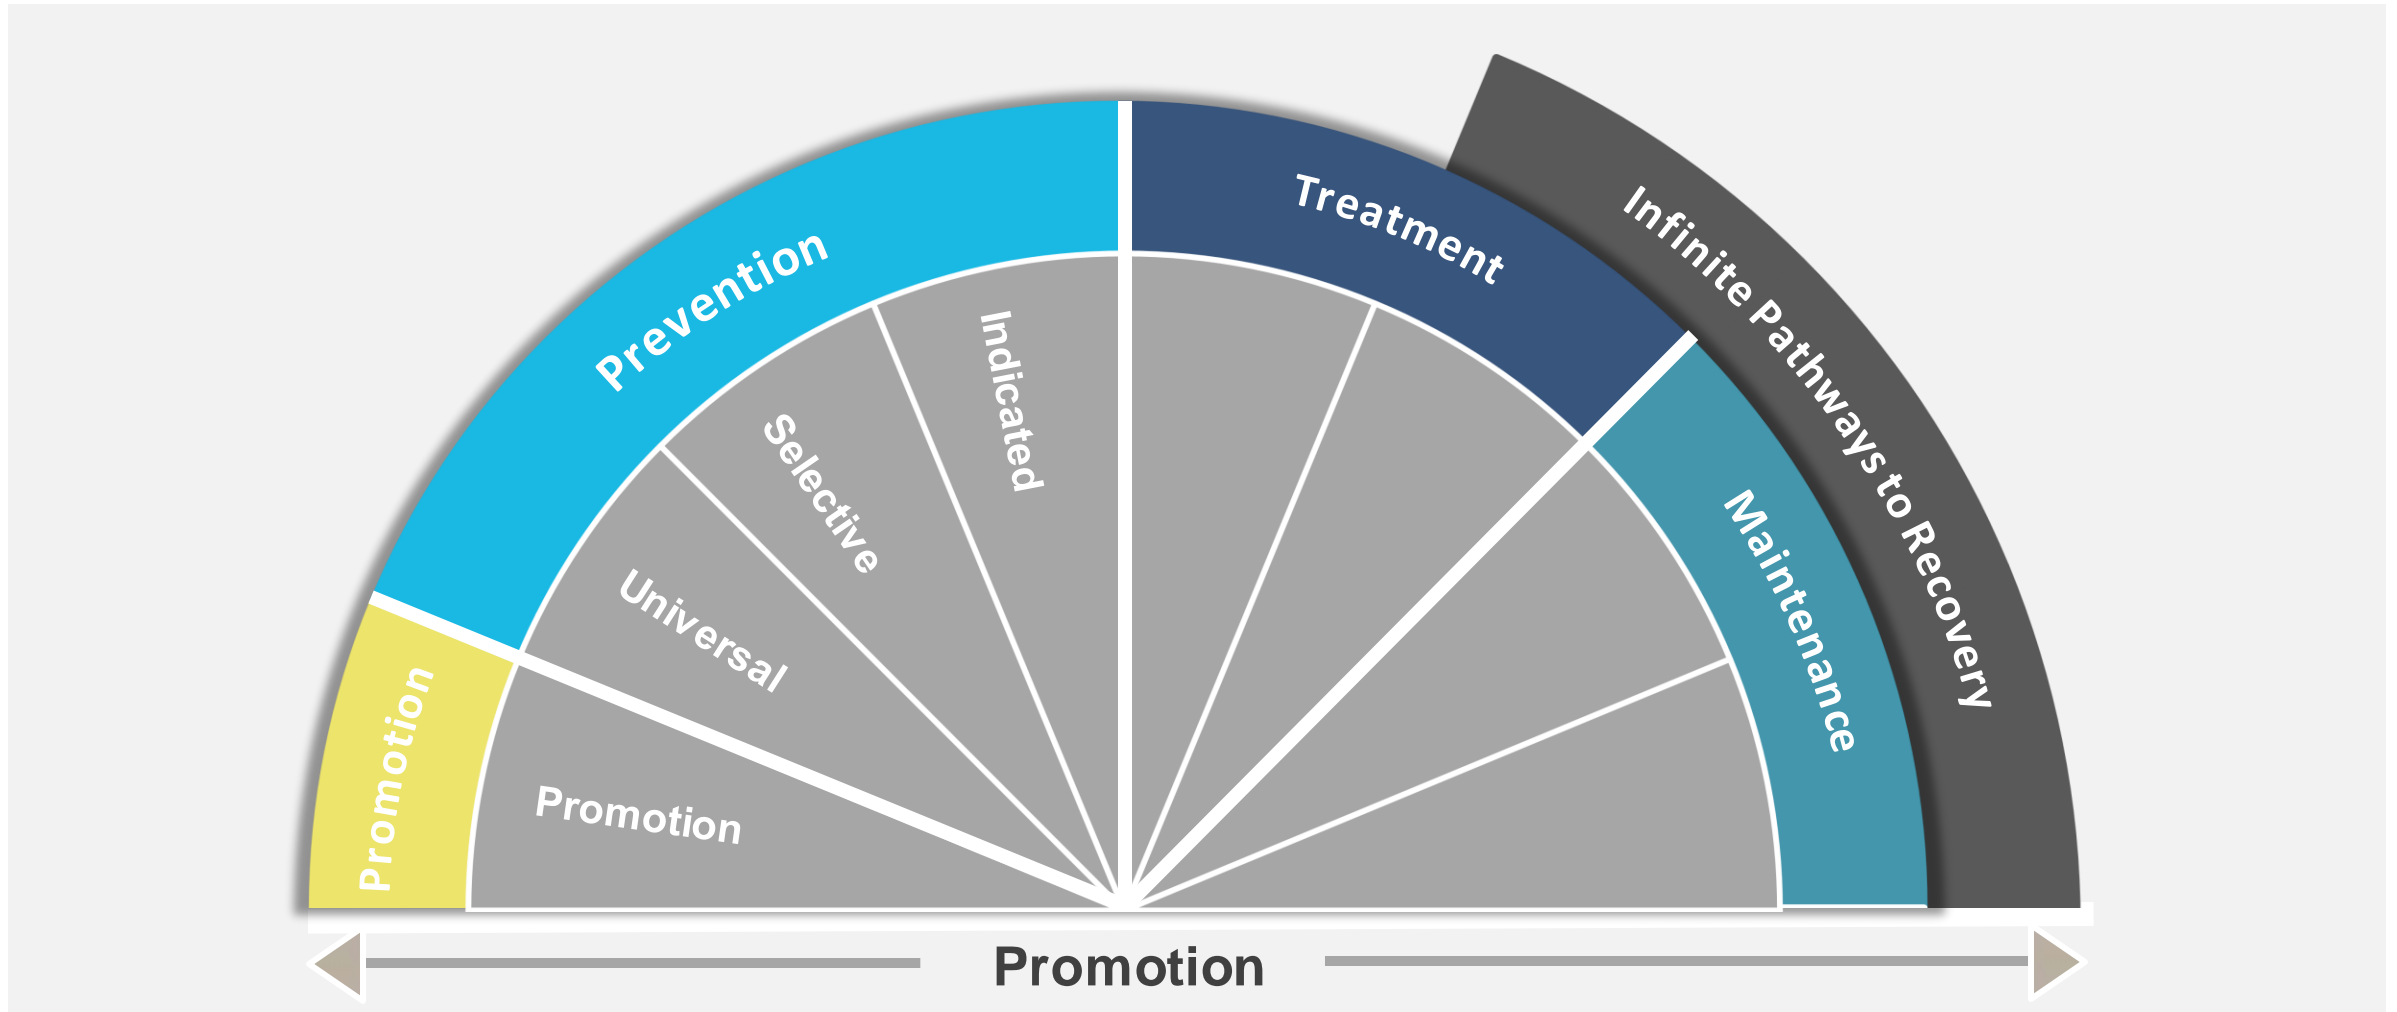 Promotion
Prevention
Treatment
Maintenance
Infinite Pathways to Recovery
Promotion
Universal
Selective
Indicated
Promotion